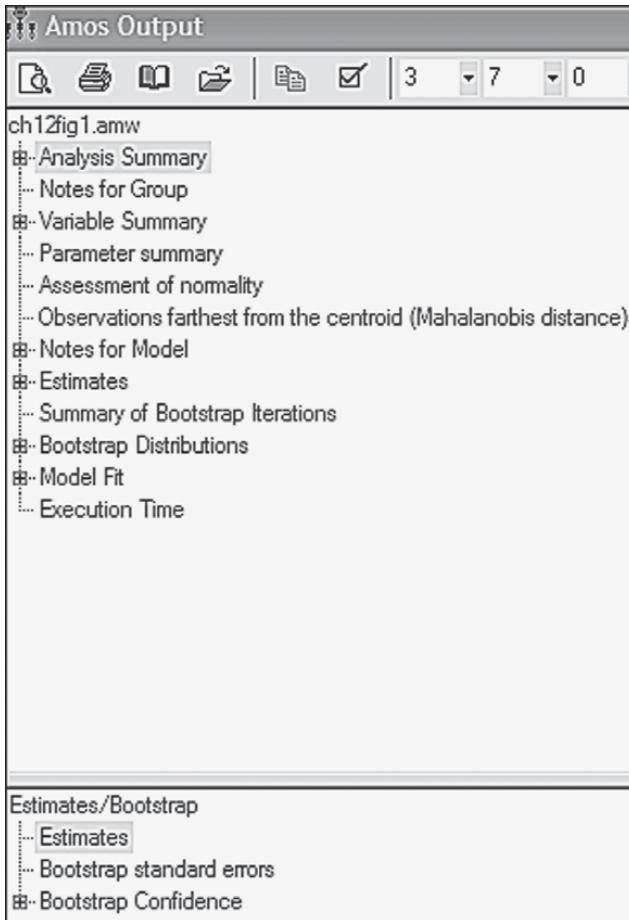 Amos Output
3 7 0
ch12fig1.amw
Analysis Summary
Notes for Group
Variable Summary
Parameter summary
Assessment of normality
Observations farthest from the centroid (Mahalanobis distance)
Notes for Model
Estimates
Summary of Bootstrap Iterations
Bootstrap Distributions
Model Fit
Execution Time
Estimates/Bootstrap
Estimates
Bootstrap standard errors
Bootstrap Confidence